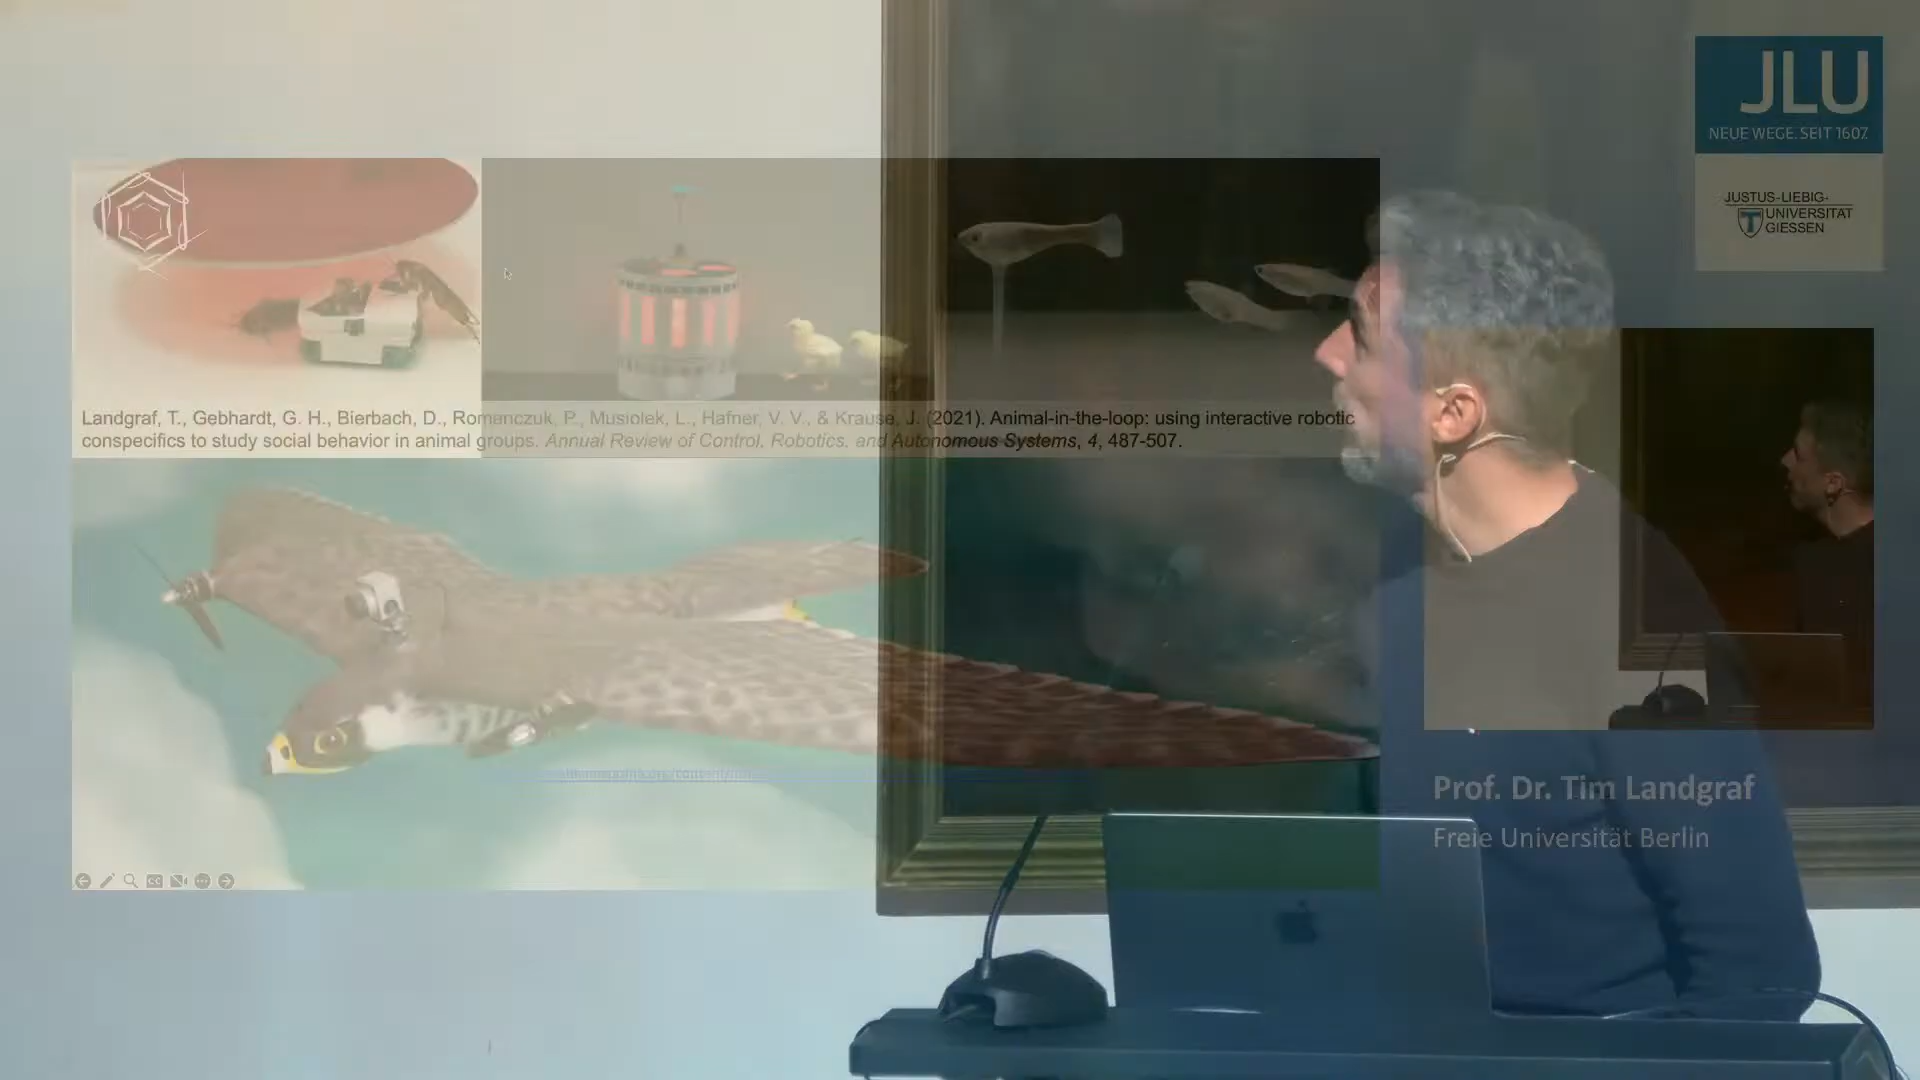 JLU
NEUE WEGE. SEIT 1607
JUSTUS-LIEBIG-
UNIVERSITÄT
GIESSEN
Landgraf, T., Gebhardt, G. H., Bierbach, D., Romanczuk, P., Musiolek, L., Hafner, V. V., & Krause, J. (2021). Animal-in-the-loop: using interactive robotic
conspecifics to study social behavior in animal groups. Annual Review of Control, Robotics, and Autonomous Systems, 4, 487-507.
Prof. Dr. Tim Landgraf
Freie Universität Berlin